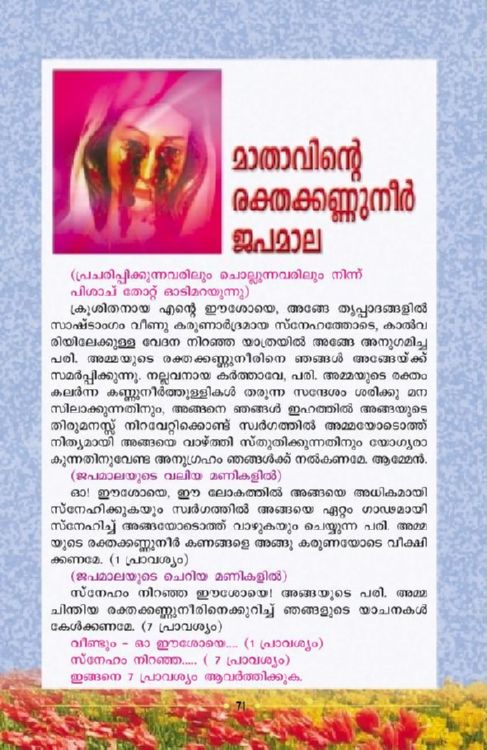 മാതാവിന്റെ
രക്തക്കണ്ണുനീർ
ജപമാല
(പ്രചരിപ്പിക്കുന്നവരിലും ചൊല്ലുന്നവരിലും നിന്ന്
പിശാച് തോറ്റ് ഓടിമറയുന്നു)
ക്രൂശിതനായ എന്റെ ഈശോയെ, അങ്ങേ തൃപ്പാദങ്ങളിൽ
സാഷ്ടാംഗം വീണു കരുണാർദ്രമായ സ്നേഹത്തോടെ, കാൽവ
രിയിലേക്കുള്ള വേദന നിറഞ്ഞ യാത്രയിൽ അങ്ങേ അനുഗമിച്ച
പരി. അമ്മയുടെ രക്തക്കണ്ണുനീരിനെ ഞങ്ങൾ അങ്ങേയ്ക്ക്
സമർപ്പിക്കുന്നു. നല്ലവനായ കർത്താവേ, പരി. അമ്മയുടെ രക്തം
കലർന്ന കണ്ണുനീർത്തുള്ളികൾ തരുന്ന സന്ദേശം ശരിക്കു മന
സിലാക്കുന്നതിനും, അങ്ങനെ ഞങ്ങൾ ഇഹത്തിൽ അങ്ങയുടെ
തിരുമനസ്സ് നിറവേറ്റിക്കൊണ്ട് സ്വർഗത്തിൽ അമ്മയോടൊത്ത്
നിത്യമായി അങ്ങയെ വാഴ്ത്തി സ്തുതിക്കുന്നതിനും യോഗ്യരാ
കുന്നതിനുവേണ്ട അനുഗ്രഹം ഞങ്ങൾക്ക് നൽകണമേ. ആമ്മേൻ.
(ജപമാലയുടെ വലിയ മണികളിൽ)
ഓ! ഈശോയെ, ഈ ലോകത്തിൽ അങ്ങയെ അധികമായി
സ്നേഹിക്കുകയും സ്വർഗത്തിൽ അങ്ങയെ ഏറ്റം ഗാഢമായി
സ്നേഹിച്ച് അങ്ങയോടൊത്ത് വാഴുകയും ചെയ്യുന്ന പരി. അമ്മ
യുടെ രക്തക്കണ്ണുനീർ കണങ്ങളെ അങ്ങു കരുണയോടെ വീക്ഷി
ക്കണമേ. (1 പ്രാവശ്യം)
(ജപമാലയുടെ ചെറിയ മണികളിൽ)
സ്നേഹം നിറഞ്ഞ ഈശോയെ! അങ്ങയുടെ പരി. അമ്മ
ചിന്തിയ രക്തക്കണ്ണുനീരിനെക്കുറിച്ച് ഞങ്ങളുടെ യാചനകൾ
കേൾക്കണമേ. (7 പ്രാവശ്യം)
വീണ്ടും - ഓ ഈശോയെ.... (1 പ്രാവശ്യം)
സ്നേഹം നിറഞ്ഞ..... ( 7 പ്രാവശ്യം)
ഇങ്ങനെ 7 പ്രാവശ്യം ആവർത്തിക്കുക.
71